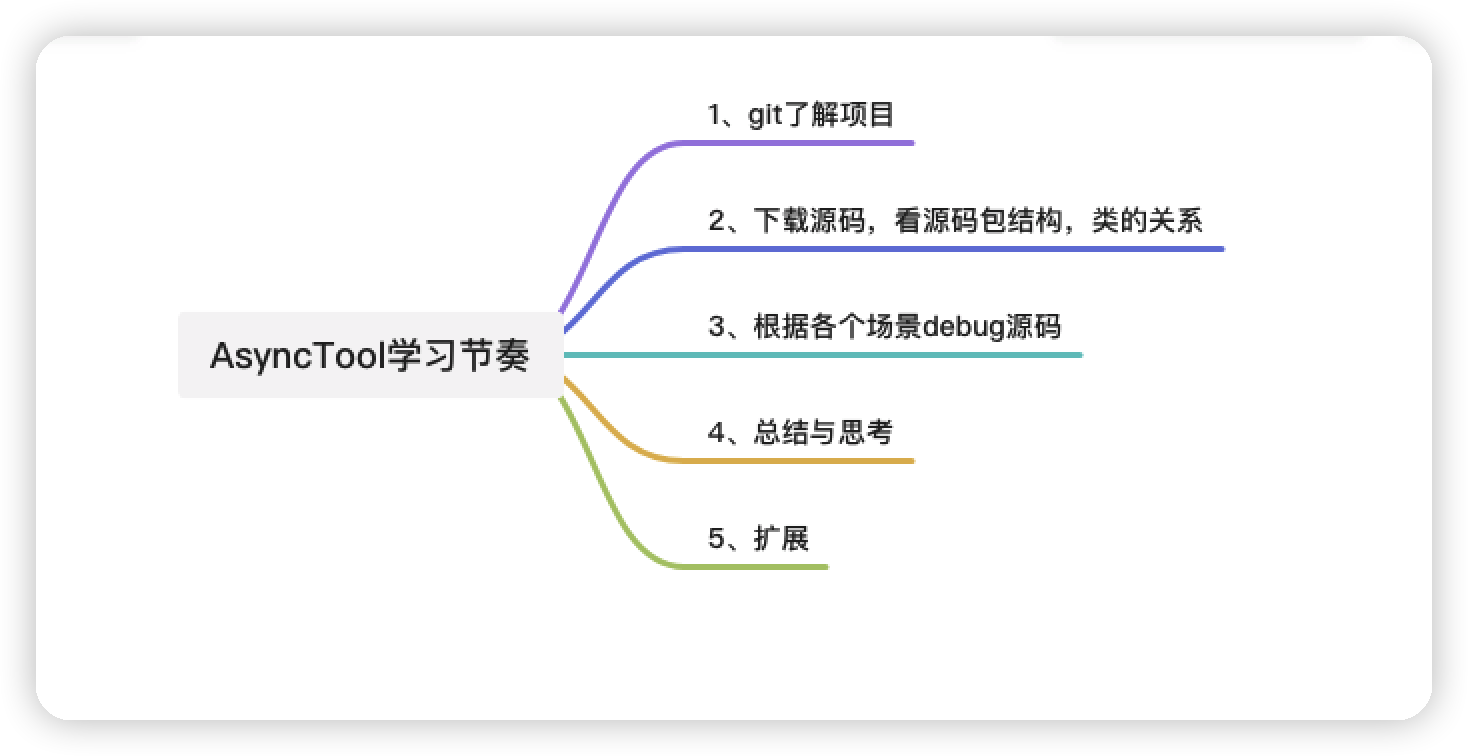 1、git了解项目
2、下载源码，看源码包结构，类的关系
AsyncTool学习节奏
3、根据各个场景debug源码
4、总结与思考
5、扩展